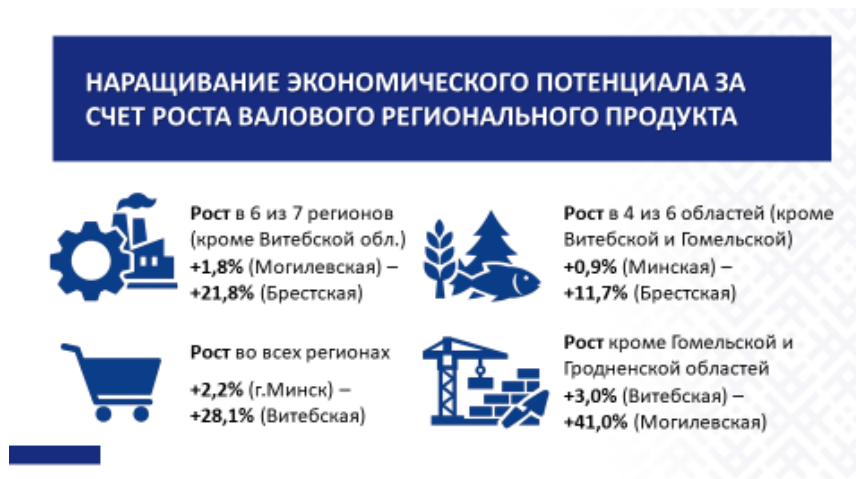 НАРАЩИВАНИЕ ЭКОНОМИЧЕСКОГО ПОТЕНЦИАЛА ЗА
СЧЕТ РОСТА ВАЛОВОГО РЕГИОНАЛЬНОГО ПРОДУКТА
Рост в 6 из 7 регионов
(кроме Витебской обл.)
+1,8% (Могилевская) –
+21,8% (Брестская)
Рост в 4 из 6 областей (кроме
Витебской и Гомельской)
+0,9% (Минская) –
+11,7% (Брестская)
Рост во всех регионах
+2,2% (г.Минск) –
+28,1% (Витебская)
Рост кроме Гомельской и
Гродненской областей
+3,0% (Витебская) –
+41,0% (Могилевская)